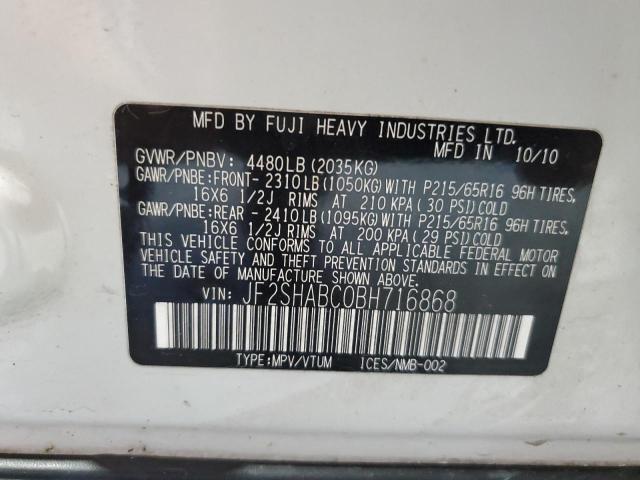 MFD BY FUJI HEAVY INDUSTRIES LTD.
MFD IN 10/10
GVWR/PNBV: 4480LB(2035KG)
GAWR/PNBE:FRONT- 2310LB(1050KG)WITH P215/65R16 96H TIRES,
16X6 1/2J RIMS AT 210 KPA(30 PSI)COLD
GAWR/PNBE:REAR - 2410LB(1095KG)WITH P215/65R16 96H TIRES,
16X6 1/2J RIMS AT 200 KPA(29 PSI)COLD
THIS VEHICLE CONFORMS TO ALL APPLICABLE FEDERAL MOTOR
VEHICLE SAFETY AND THEFT PREVENTION STANDARDS IN EFFECT
ON THE DATE OF MANUFACTURE SHOWN ABOVE.
VIN: JF2SHABC0BH716868
TYPE:MPV/VTUM ICES/NMB-002